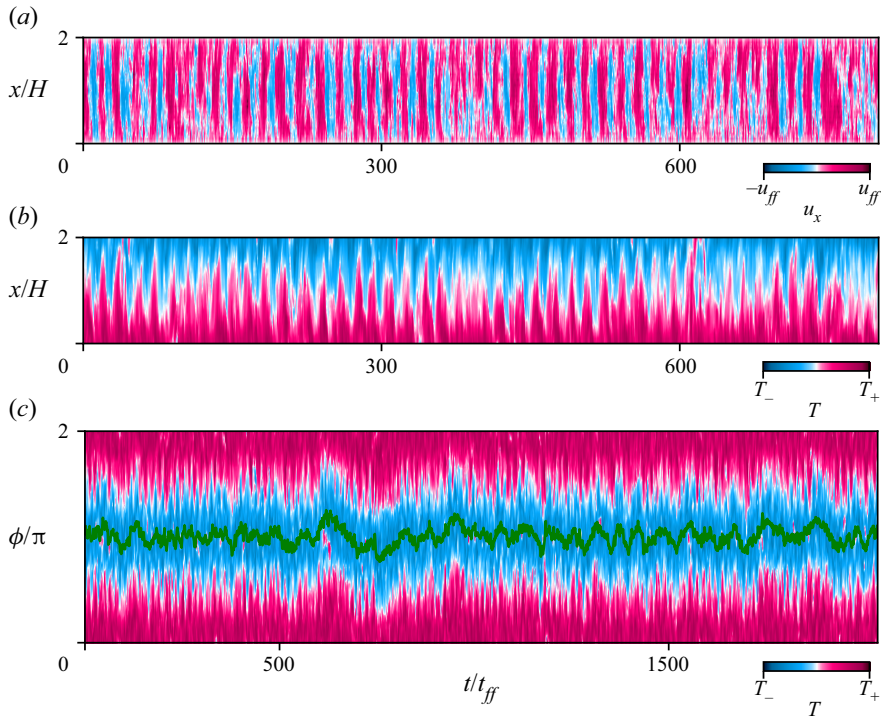 (a)
2
x/H
0
300
600
−u_ff
u_ff
u_x
(b)
2
x/H
0
300
600
T_−
T_+
T
(c)
2
ϕ/π
0
500
1500
t/t_ff
T_−
T_+
T